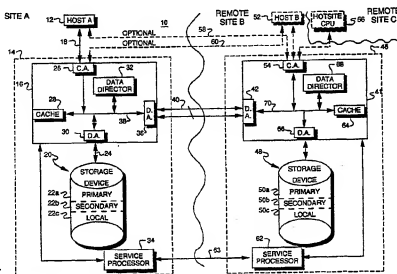 SITE A
REMOTE SITE B
REMOTE SITE C
10
12
HOST A
52
HOST B
HOTSITE CPU
56
OPTIONAL
58
OPTIONAL
60
18
14
16
26
C.A.
32
DATA DIRECTOR
28
CACHE
38
36
D.A.
40
30
D.A.
24
20
STORAGE DEVICE
22a
PRIMARY
22b
SECONDARY
22c
LOCAL
34
SERVICE PROCESSOR
63
46
54
C.A.
68
DATA DIRECTOR
42
D.A.
70
CACHE
64
66
D.A.
48
STORAGE DEVICE
50a
PRIMARY
50b
SECONDARY
50c
LOCAL
62
SERVICE PROCESSOR